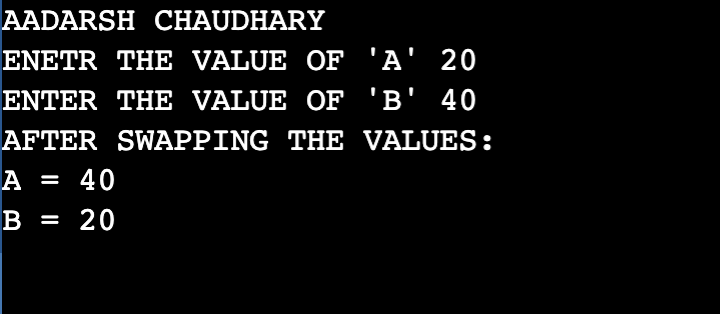 AADARSH CHAUDHARY
ENETR THE VALUE OF 'A' 20
ENTER THE VALUE OF 'B' 40
AFTER SWAPPING THE VALUES:
A = 40
B = 20